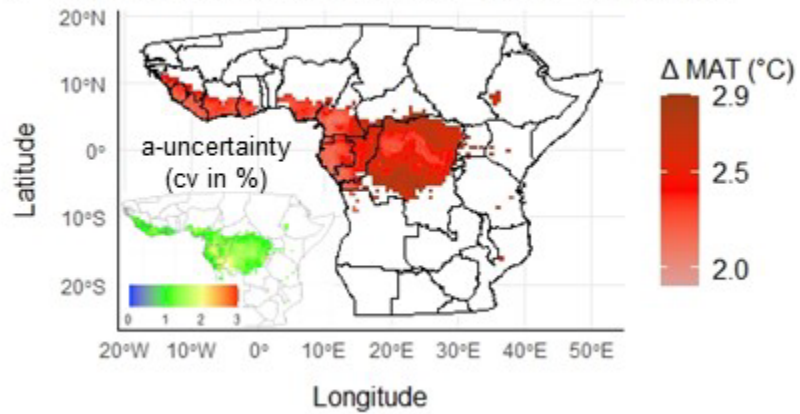 20°N
10°N
0°
10°S
20°S
Latitude
a-uncertainty
(cv in %)
0 1 2 3
20°W 10°W 0° 10°E 20°E 30°E 40°E 50°E
Longitude
Δ MAT (°C)
2.9
2.5
2.0